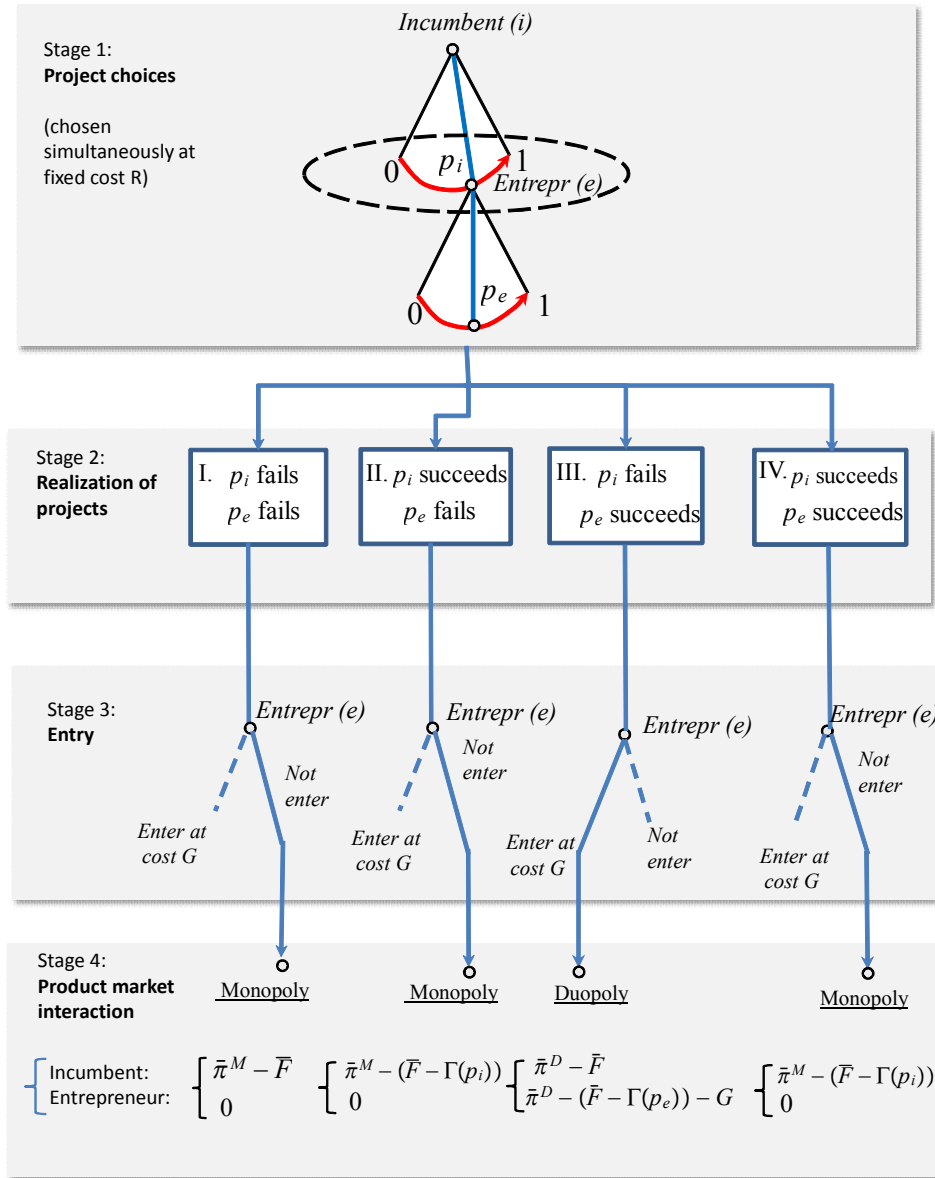 Incumbent (i)
Stage 1:
Project choices
(chosen
simultaneously at
fixed cost R)
0
p_i
1
Entrepr (e)
0
p_e
1
Stage 2:
Realization of
projects
I. p_i fails
p_e fails
II. p_i succeeds
p_e fails
III. p_i fails
p_e succeeds
IV. p_i succeeds
p_e succeeds
Stage 3:
Entry
Entrepr (e)
Not
enter
Enter at
cost G
Entrepr (e)
Not
enter
Enter at
cost G
Entrepr (e)
Enter at
cost G
Not
enter
Entrepr (e)
Not
enter
Enter at
cost G
Stage 4:
Product market
interaction
Monopoly
Monopoly
Duopoly
Monopoly
Incumbent:
Entrepreneur:
π̄^M − F̄
0
π̄^M − (F̄ − Γ(p_i))
0
π̄^D − F̄
π̄^D − (F̄ − Γ(p_e)) − G
π̄^M − (F̄ − Γ(p_i))
0